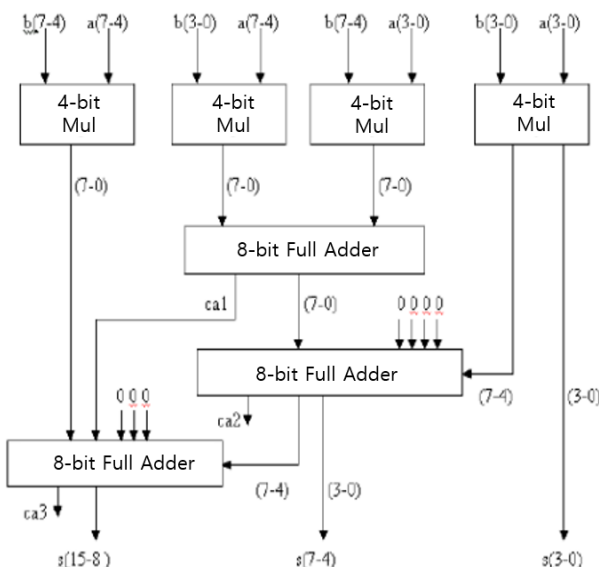 b(7-4) a(7-4) b(3-0) a(7-4) b(7-4) a(3-0) b(3-0) a(3-0)
4-bit Mul
4-bit Mul
4-bit Mul
4-bit Mul
(7-0) (7-0) (7-0)
8-bit Full Adder
ca1 (7-0) 0 0 0 0
8-bit Full Adder
0 0 0 ca2 (7-4) (3-0)
8-bit Full Adder
ca3 (7-4) (3-0)
s(15-8) s(7-4) s(3-0)